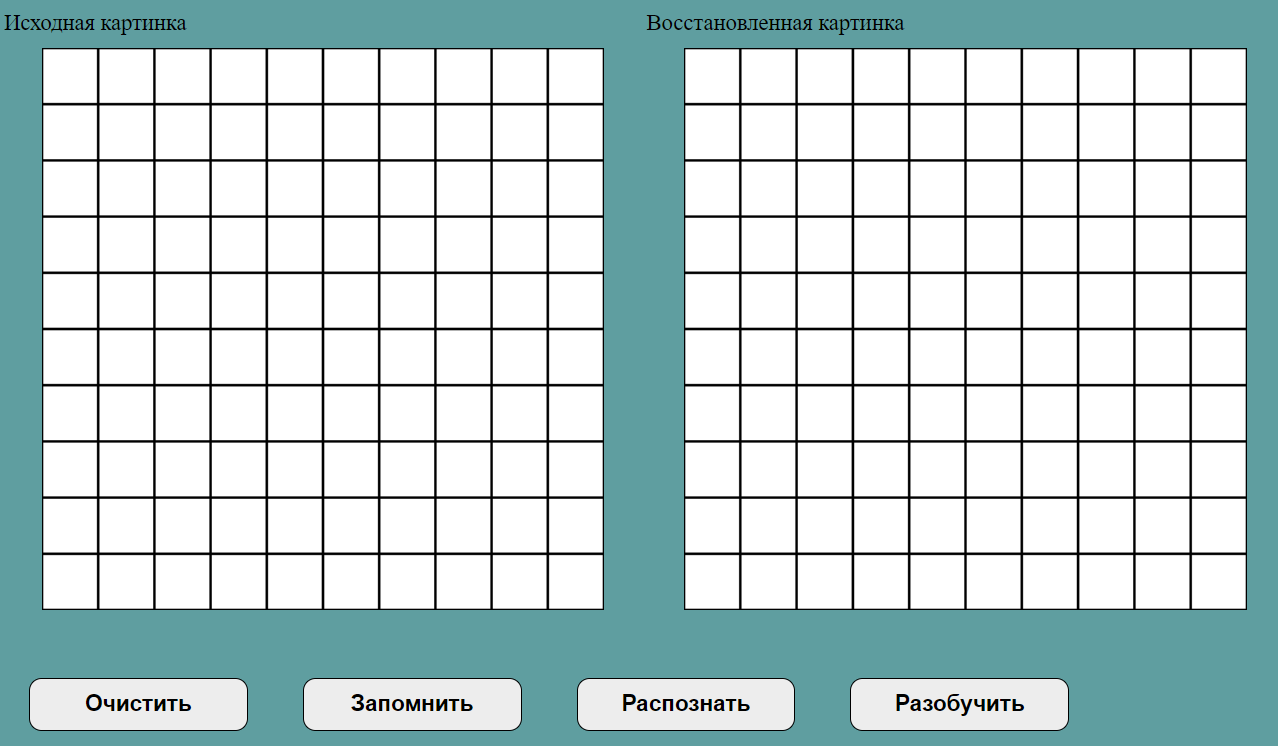 Исходная картинка
Восстановленная картинка
Очистить
Запомнить
Распознать
Разобучить